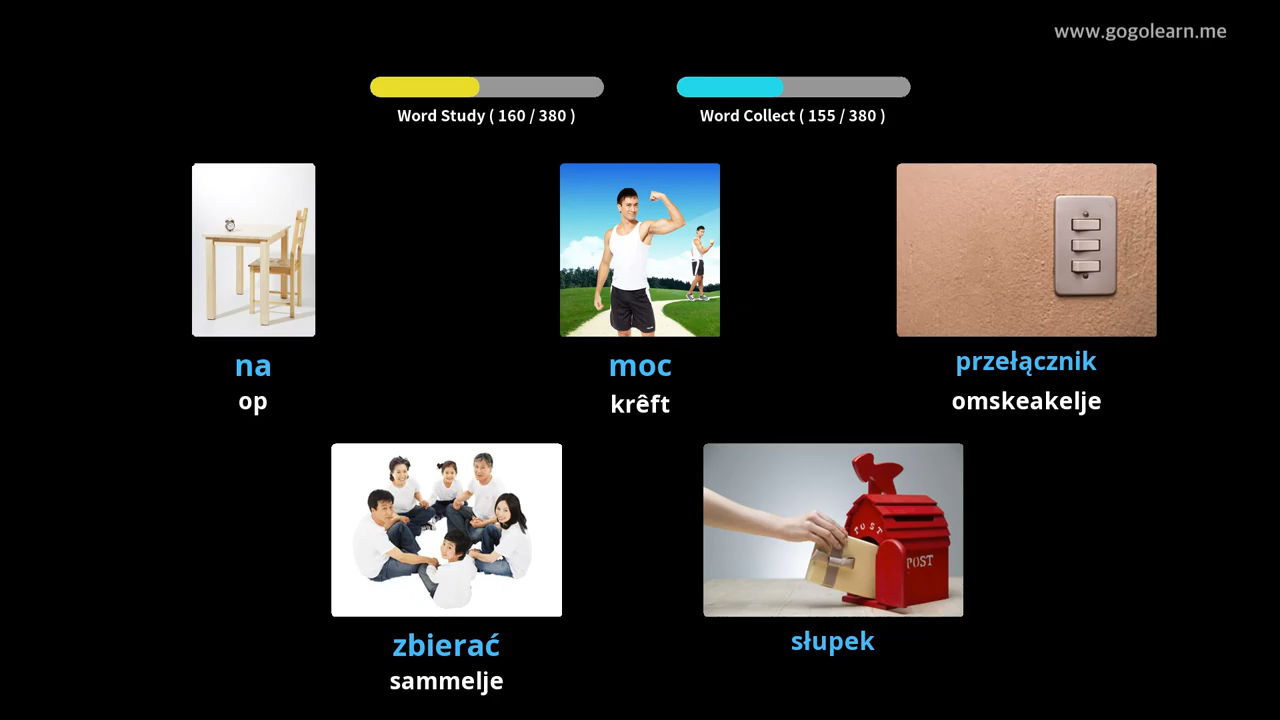 www.gogolearn.me
Word Study ( 160 / 380 )
Word Collect ( 155 / 380 )
na
op
moc
krêft
przełącznik
omskeakelje
zbierać
sammelje
POST
POST
słupek